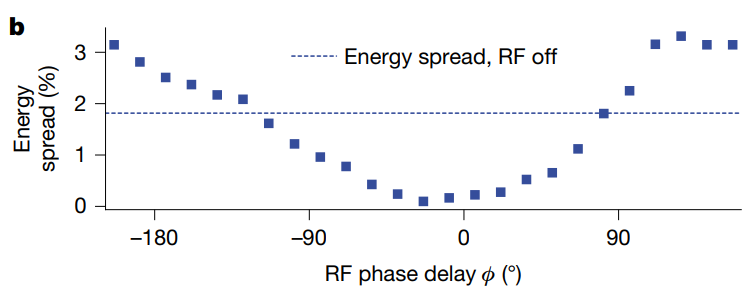 b
Energy spread, RF off
Energy
spread (%)
3
2
1
0
−180
−90
0
90
RF phase delay ϕ (°)